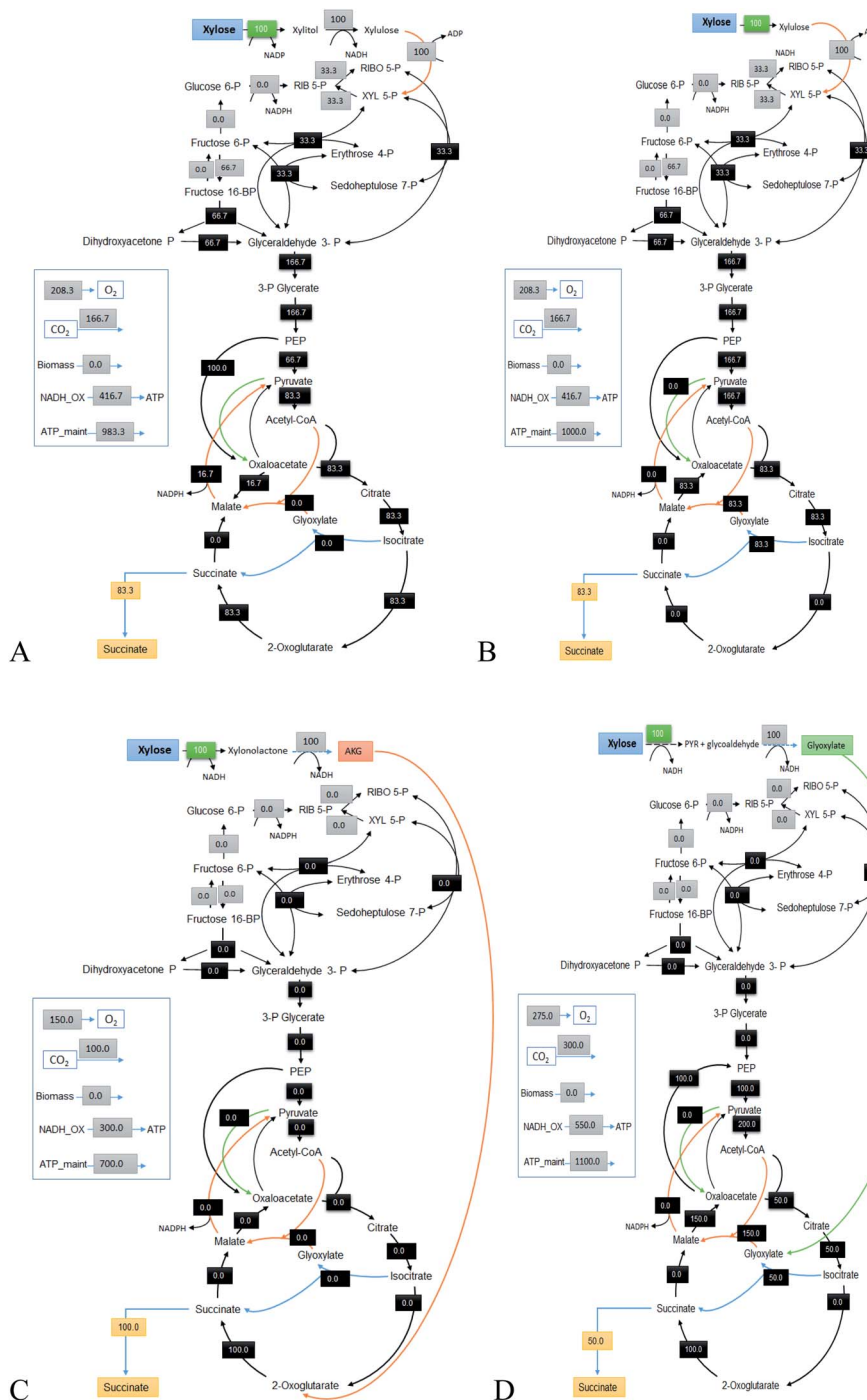 Xylose 100 Xylitol 100 Xylulose
NADP NADH 100 ADP
33.3 RIBO 5-P
Glucose 6-P 0.0 RIB 5-P
NADPH 33.3 XYL 5-P
0.0
Fructose 6-P 33.3 Erythrose 4-P 33.3
0.0 66.7 33.3 Sedoheptulose 7-P
Fructose 16-BP
66.7
Dihydroxyacetone P 66.7 Glyceraldehyde 3- P
166.7
208.3 O2
3-P Glycerate
CO2 166.7
166.7
PEP
Biomass 0.0
100.0 66.7
Pyruvate
NADH_OX 416.7 ATP
83.3
Acetyl-CoA
ATP_maint 983.3
Oxaloacetate 83.3
16.7 16.7 Citrate
NADPH Malate 0.0
Glyoxylate 83.3
0.0 0.0 Isocitrate
Succinate
83.3 83.3 83.3
Succinate 2-Oxoglutarate
A
Xylose 100 Xylulose
NADH 100
33.3 RIBO 5-P
Glucose 6-P 0.0 RIB 5-P
NADPH 33.3 XYL 5-P
0.0
Fructose 6-P 33.3 Erythrose 4-P
0.0 66.7 33.3 Sedoheptulose 7-P
Fructose 16-BP
66.7
Dihydroxyacetone P 66.7 Glyceraldehyde 3- P
166.7
208.3 O2
3-P Glycerate
CO2 166.7
166.7
PEP
Biomass 0.0
0.0 166.7
Pyruvate
NADH_OX 416.7 ATP
166.7
Acetyl-CoA
ATP_maint 1000.0
Oxaloacetate 83.3
0.0 83.3 Citrate
NADPH Malate 83.3
Glyoxylate 83.3
0.0 83.3 Isocitrate
Succinate
83.3 0.0 0.0
Succinate 2-Oxoglutarate
B
Xylose 100 Xylonolactone 100 AKG
NADH NADH
0.0 RIBO 5-P
Glucose 6-P 0.0 RIB 5-P
NADPH 0.0 XYL 5-P
0.0
Fructose 6-P 0.0 Erythrose 4-P 0.0
0.0 0.0 0.0 Sedoheptulose 7-P
Fructose 16-BP
0.0
Dihydroxyacetone P 0.0 Glyceraldehyde 3- P
0.0
150.0 O2
3-P Glycerate
CO2 100.0
0.0
PEP
Biomass 0.0
0.0 0.0
Pyruvate
NADH_OX 300.0 ATP
0.0
Acetyl-CoA
ATP_maint 700.0
Oxaloacetate 0.0
0.0 0.0 Citrate
NADPH Malate 0.0
Glyoxylate 0.0
0.0 0.0 Isocitrate
Succinate 0.0
100.0 100.0
Succinate 2-Oxoglutarate
C
Xylose 100 PYR + glycoaldehyde 100 Glyoxylate
NADH NADH
0.0 RIBO 5-P
Glucose 6-P 0.0 RIB 5-P
NADPH 0.0 XYL 5-P
0.0
Fructose 6-P 0.0 Erythrose 4-P
0.0 0.0 0.0 Sedoheptulose 7-P
Fructose 16-BP
0.0
Dihydroxyacetone P 0.0 Glyceraldehyde 3- P
0.0
275.0 O2
3-P Glycerate
CO2 300.0
0.0
PEP
Biomass 0.0
100.0 100.0
0.0 Pyruvate
NADH_OX 550.0 ATP
200.0
Acetyl-CoA
ATP_maint 1100.0
Oxaloacetate 50.0
0.0 150.0 Citrate
NADPH Malate 150.0
Glyoxylate 50.0
0.0 50.0 Isocitrate
Succinate 0.0
50.0 100.0
Succinate 2-Oxoglutarate
D